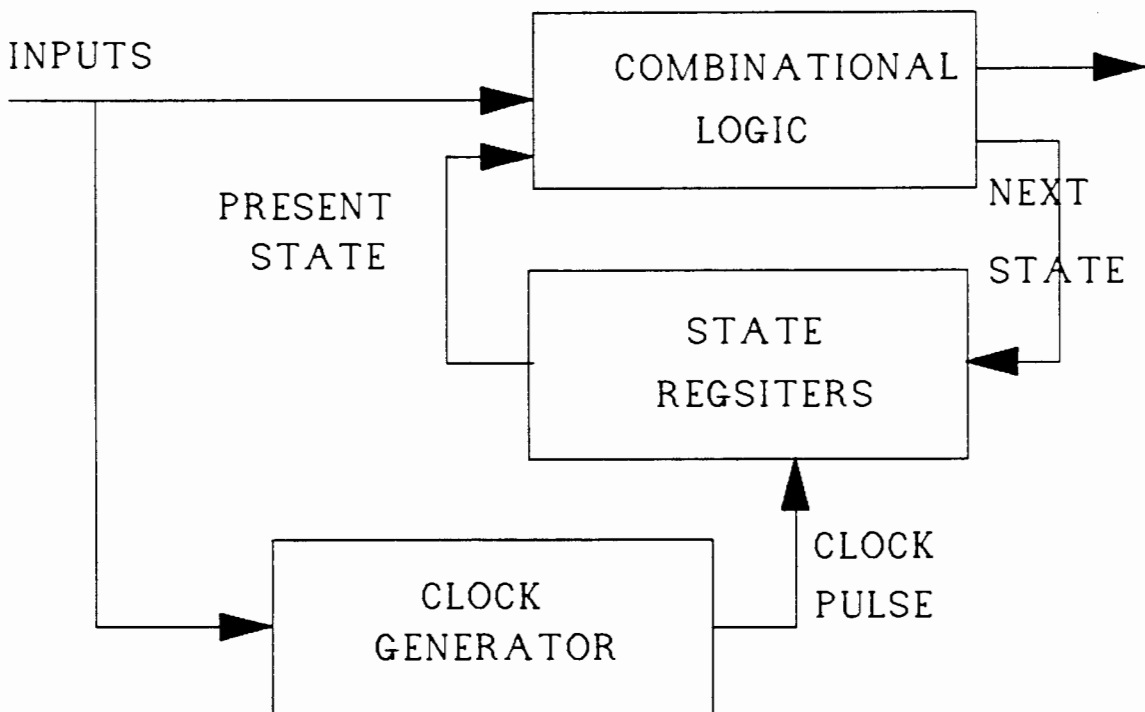 INPUTS
COMBINATIONAL
LOGIC
PRESENT
STATE
NEXT
STATE
STATE
REGSITERS
CLOCK
PULSE
CLOCK
GENERATOR